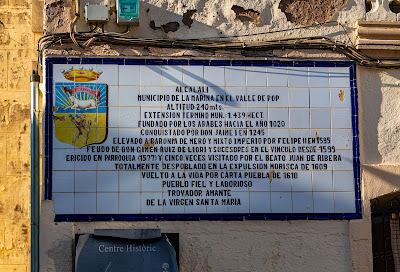 ALCALALI
MUNICIPIO DE LA MARINA EN EL VALLE DE POP
ALTITUD 240 mts.
EXTENSION TERMINO MUN. 1.439 HECT.
FUNDADO POR LOS ARABES HACIA EL AÑO 1020
CONQUISTADO POR DON JAIME I EN 1245
ELEVADO A BARONIA DE MERO Y MIXTO IMPERIO POR FELIPE II EN 1595
FEUDO DE DON GIMEN RUIZ DE LIORI Y SUCESORES EN EL VINCULO DESDE 1599
ERIGIDO EN PARROQUIA (1577) Y CINCO VECES VISITADO POR EL BEATO JUAN DE RIBERA
TOTALMENTE DESPOBLADO EN LA EXPULSION MORISCA DE 1609
VUELTO A LA VIDA POR CARTA PUEBLA DE 1610
PUEBLO FIEL Y LABORIOSO
TROVADOR AMANTE
DE LA VIRGEN SANTA MARIA
Centre Històric